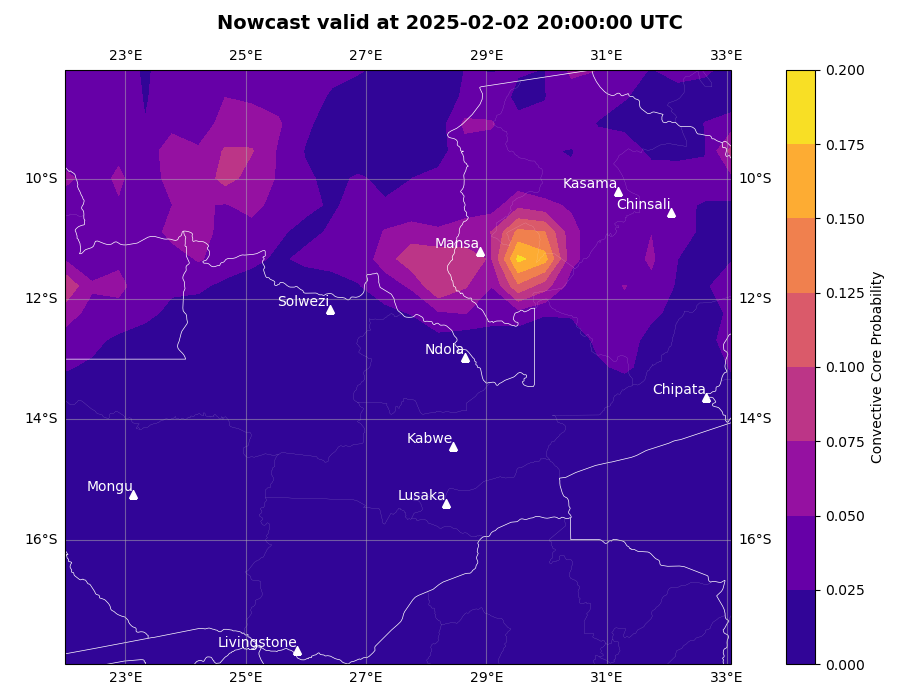 Nowcast valid at 2025-02-02 20:00:00 UTC
23°E 25°E 27°E 29°E 31°E 33°E
0.200
0.175
10°S 10°S
Kasama
Chinsali
0.150
Mansa
0.125
12°S 12°S
Solwezi
Ndola
0.100
Chipata
14°S 14°S
Kabwe
0.075
Mongu
Lusaka
0.050
16°S 16°S
0.025
Livingstone
0.000
23°E 25°E 27°E 29°E 31°E 33°E
Convective Core Probability